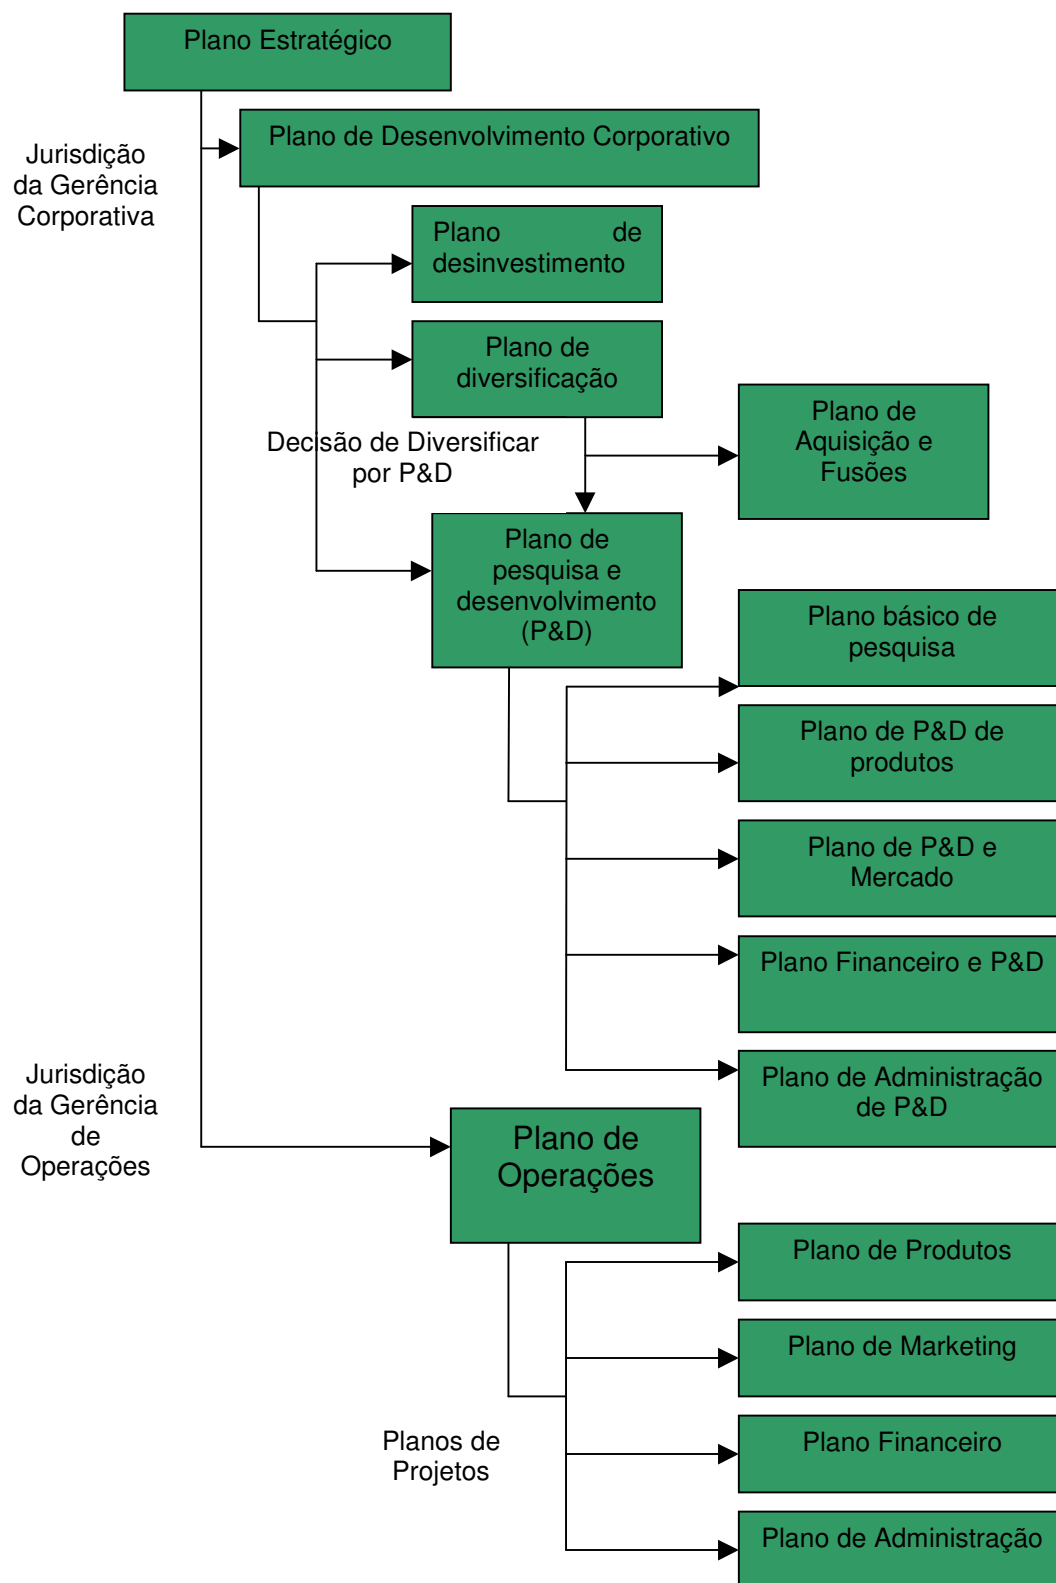 Plano Estratégico
Plano de Desenvolvimento Corporativo
Jurisdição
da Gerência
Corporativa
Plano de
desinvestimento
Plano de
diversificação
Plano de
Aquisição e
Fusões
Decisão de Diversificar
por P&D
Plano de
pesquisa e
desenvolvimento
(P&D)
Plano básico de
pesquisa
Plano de P&D de
produtos
Plano de P&D e
Mercado
Plano Financeiro e P&D
Plano de Administração
de P&D
Jurisdição
da Gerência
de
Operações
Plano de
Operações
Plano de Produtos
Plano de Marketing
Planos de
Projetos
Plano Financeiro
Plano de Administração